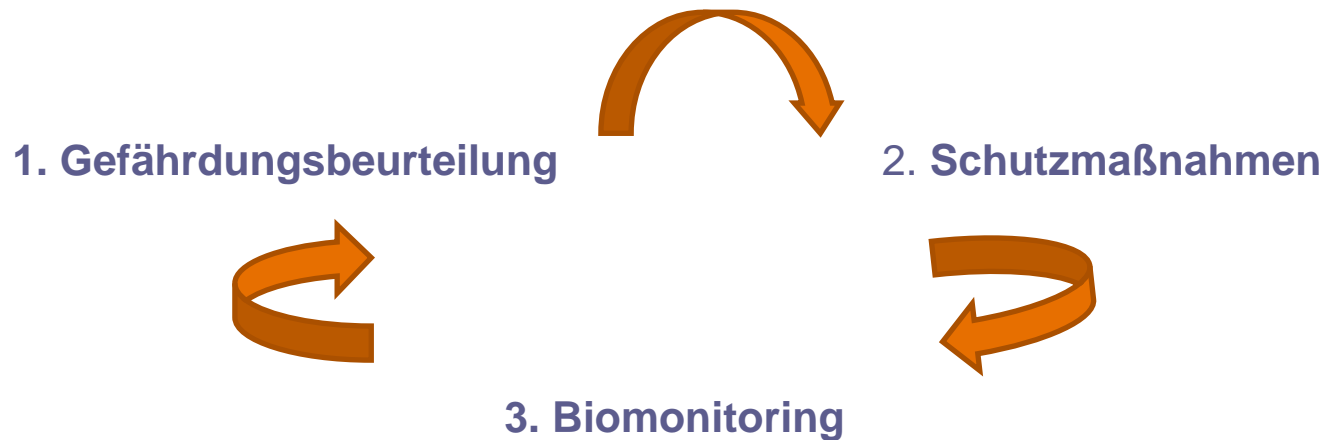 1. Gefährdungsbeurteilung
2. Schutzmaßnahmen
3. Biomonitoring